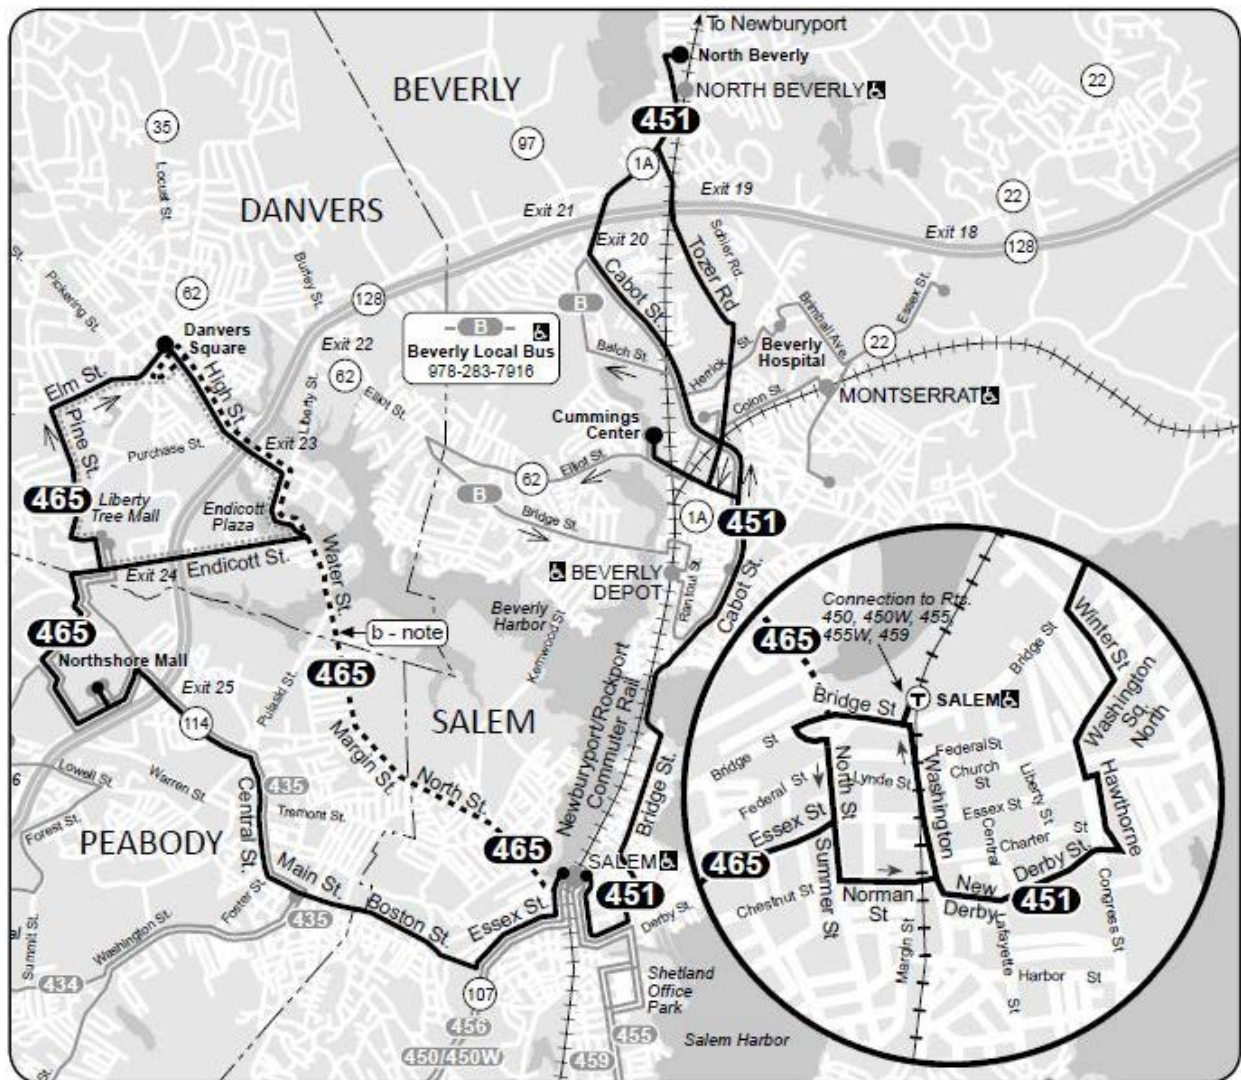 To Newburyport
North Beverly
NORTH BEVERLY
BEVERLY
451
22
35
97
1A
Locust St.
DANVERS
Exit 21
Exit 19
Exit 20
Exit 18
22
128
Sohier Rd.
Tozer Rd
Cabot St.
St.
Pickering St.
62
Burley St.
128
Danvers
Square
Exit 22
62
B
B
Beverly Local Bus
978-283-7916
Balch St.
Herrick
St.
Brimball Ave.
Essex St.
Beverly
Hospital
22
Colon St.
MONTSERRAT
Elm St.
High St.
Liberty St.
Elliot St.
Cummings
Center
Pine St.
Purchase St.
Exit 23
465
Liberty
Tree Mall
Endicott
Plaza
62
Elliot St.
B
Bridge St.
1A
451
Exit 24
Endicott St.
Water St.
BEVERLY
DEPOT
Rantoul St.
Cabot St.
Beverly
Harbor
Kernwood St
b - note
465
Northshore Mall
465
Exit 25
114
Pulaski St.
SALEM
Newburyport/Rockport
Commuter Rail
Margin St.
North St.
Bridge St.
Lowell St.
Warren St.
6
435
Tremont St.
Central St.
Forest St.
PEABODY
Main St.
Foster St.
435
Boston St.
Essex St.
465
SALEM
451
Derby St.
Washington St.
Summit St.
al
434
107
456
450/450W
459
455
Shetland
Office
Park
Salem Harbor
Connection to Rts.
450, 450W, 455,
455W, 459
465
Bridge St
T
SALEM
Bridge St
Winter St
Washington
Sq.
North
Bridge
St
Federal St
North St
Lynde St
Washington
Federal St
Church
St
Liberty St
Essex St
Central
Charter
St
Hawthorne
Essex St
465
Summer St
Chestnut St
Norman
St
New
Derby
Derby St.
451
Margin St
Lafayette
St
Congress St
Harbor
St